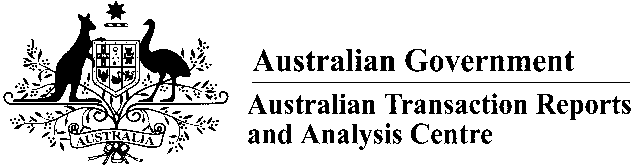 Australian Government
Australian Transaction Reports
and Analysis Centre
AUSTRALIA